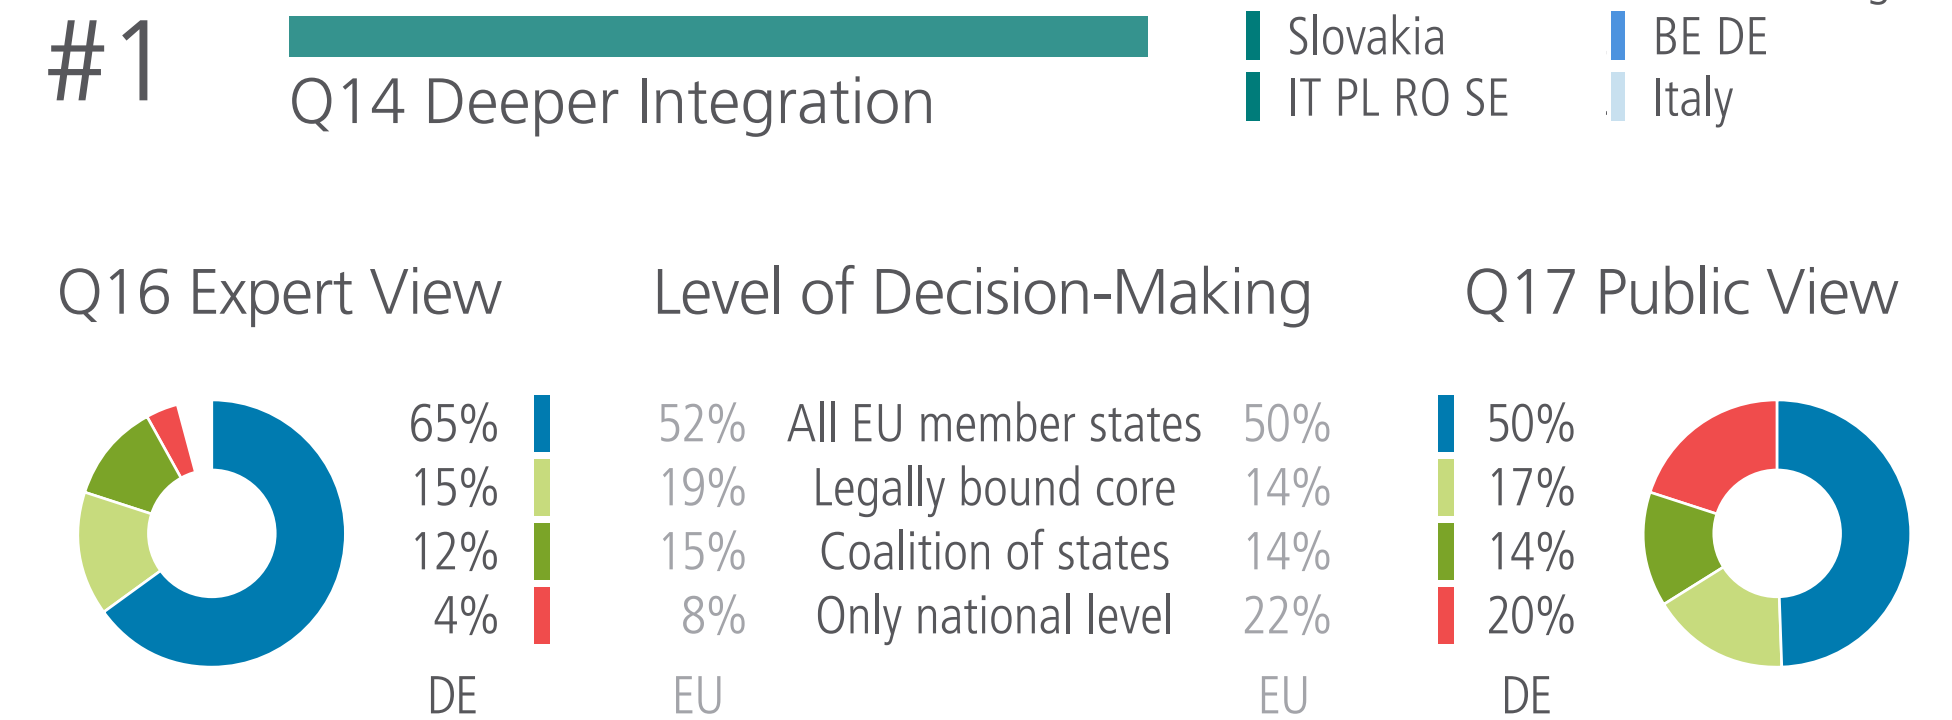 #1
Q14 Deeper Integration
Slovakia
IT PL RO SE
BE DE
Italy
Q16 Expert View
Level of Decision-Making
Q17 Public View
65% 52% All EU member states 50% 50%
15% 19% Legally bound core 14% 17%
12% 15% Coalition of states 14% 14%
4% 8% Only national level 22% 20%
DE EU EU DE